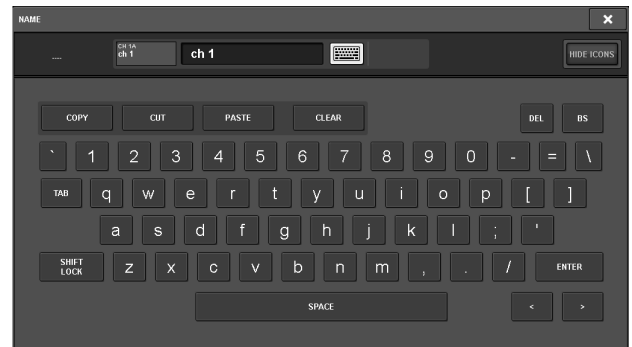 NAME ×
---- CH 1A HIDE ICONS
ch 1 ch 1
COPY CUT PASTE CLEAR DEL BS
` 1 2 3 4 5 6 7 8 9 0 - = \
TAB q w e r t y u i o p [ ]
a s d f g h j k l ; '
SHIFT
LOCK z x c v b n m , . / ENTER
SPACE < >